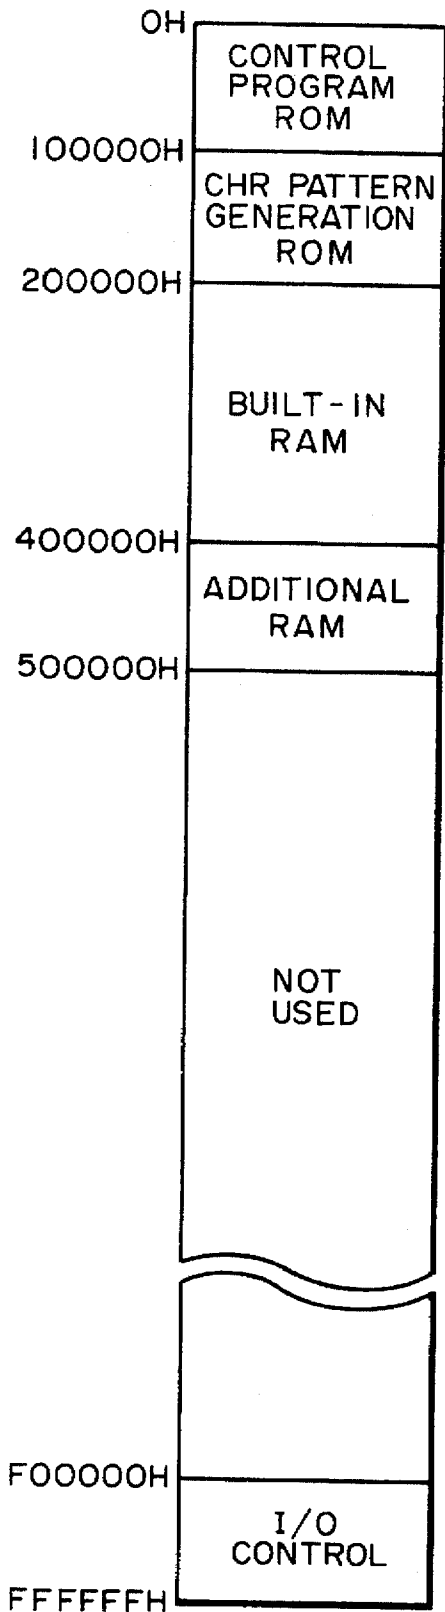 0H
CONTROL
PROGRAM
ROM
100000H
CHR PATTERN
GENERATION
ROM
200000H
BUILT-IN
RAM
400000H
ADDITIONAL
RAM
500000H
NOT
USED
F00000H
I/O
CONTROL
FFFFFFH